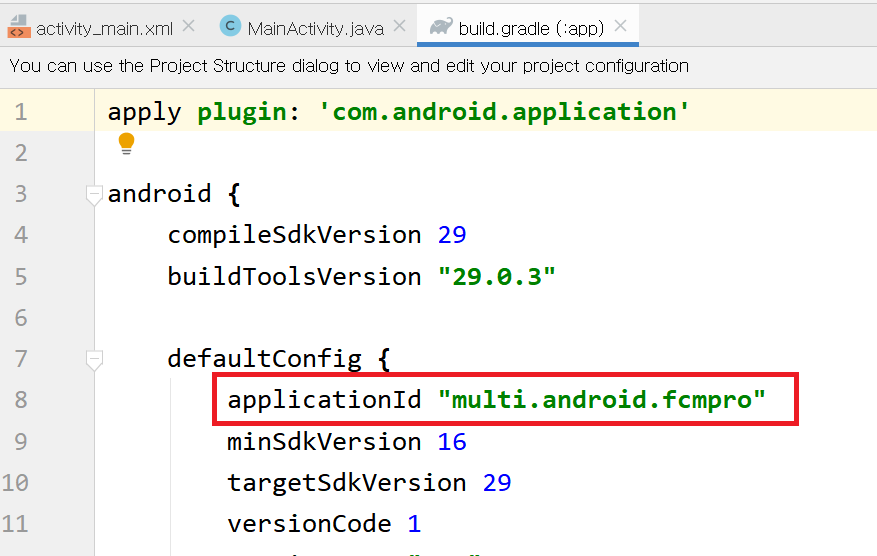 activity_main.xml MainActivity.java build.gradle (:app)
You can use the Project Structure dialog to view and edit your project configuration
1 apply plugin: 'com.android.application'
2
3 android {
4 compileSdkVersion 29
5 buildToolsVersion "29.0.3"
6
7 defaultConfig {
8 applicationId "multi.android.fcmpro"
9 minSdkVersion 16
10 targetSdkVersion 29
11 versionCode 1